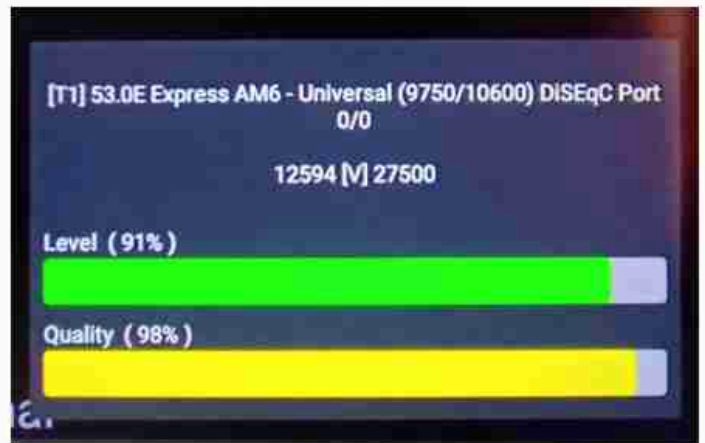 [T1] 53.0E Express AM6 - Universal (9750/10600) DiSEqC Port
0/0
12594 [V] 27500
Level ( 91% )
Quality ( 98% )